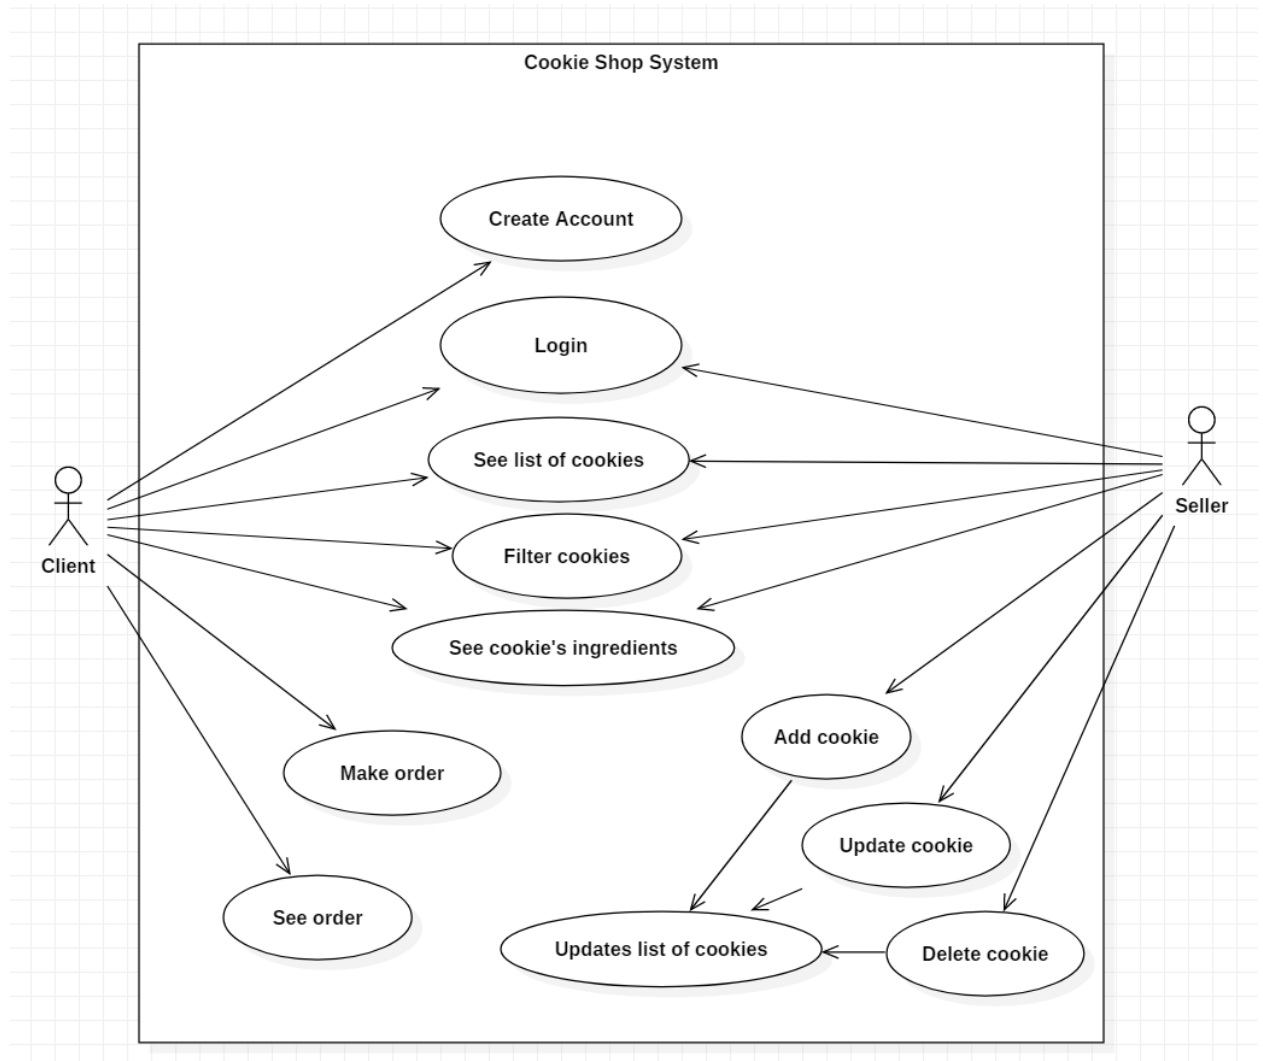 Cookie Shop System
Create Account
Login
See list of cookies
Seller
Filter cookies
Client
See cookie's ingredients
Add cookie
Make order
Update cookie
See order
Updates list of cookies
Delete cookie